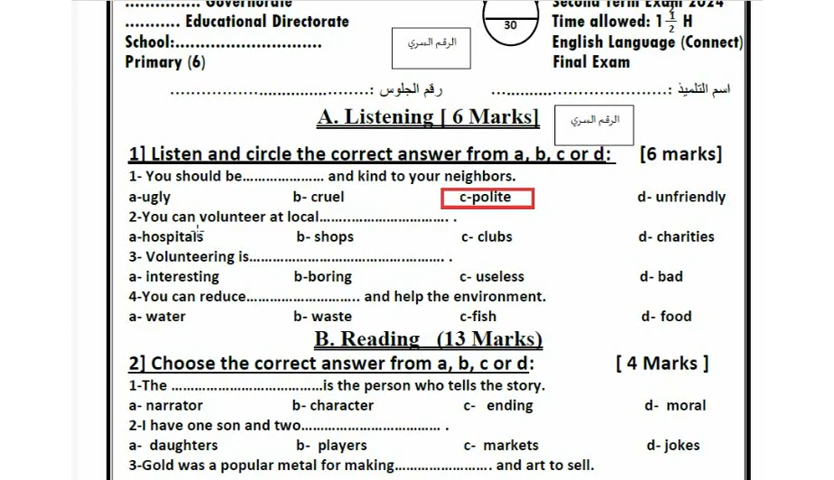 ............... Governorate
Second Term Exam 2024
........... Educational Directorate
30
Time allowed: 1 1/2 H
School:.................................
الرقم السري
English Language (Connect)
Primary (6)
Final Exam
اسم التلميذ :.......................................... رقم الجلوس :..........................................
A. Listening [ 6 Marks]
الرقم السري
1] Listen and circle the correct answer from a, b, c or d: [6 marks]
1- You should be.................. and kind to your neighbors.
a-ugly b- cruel c-polite d- unfriendly
2-You can volunteer at local............................. .
a-hospitals b- shops c- clubs d- charities
3- Volunteering is............................................ .
a- interesting b-boring c- useless d- bad
4-You can reduce......................... and help the environment.
a- water b- waste c-fish d- food
B. Reading (13 Marks)
2] Choose the correct answer from a, b, c or d: [ 4 Marks ]
1-The .................................is the person who tells the story.
a- narrator b- character c- ending d- moral
2-I have one son and two.............................. .
a- daughters b- players c- markets d- jokes
3-Gold was a popular metal for making..................... and art to sell.